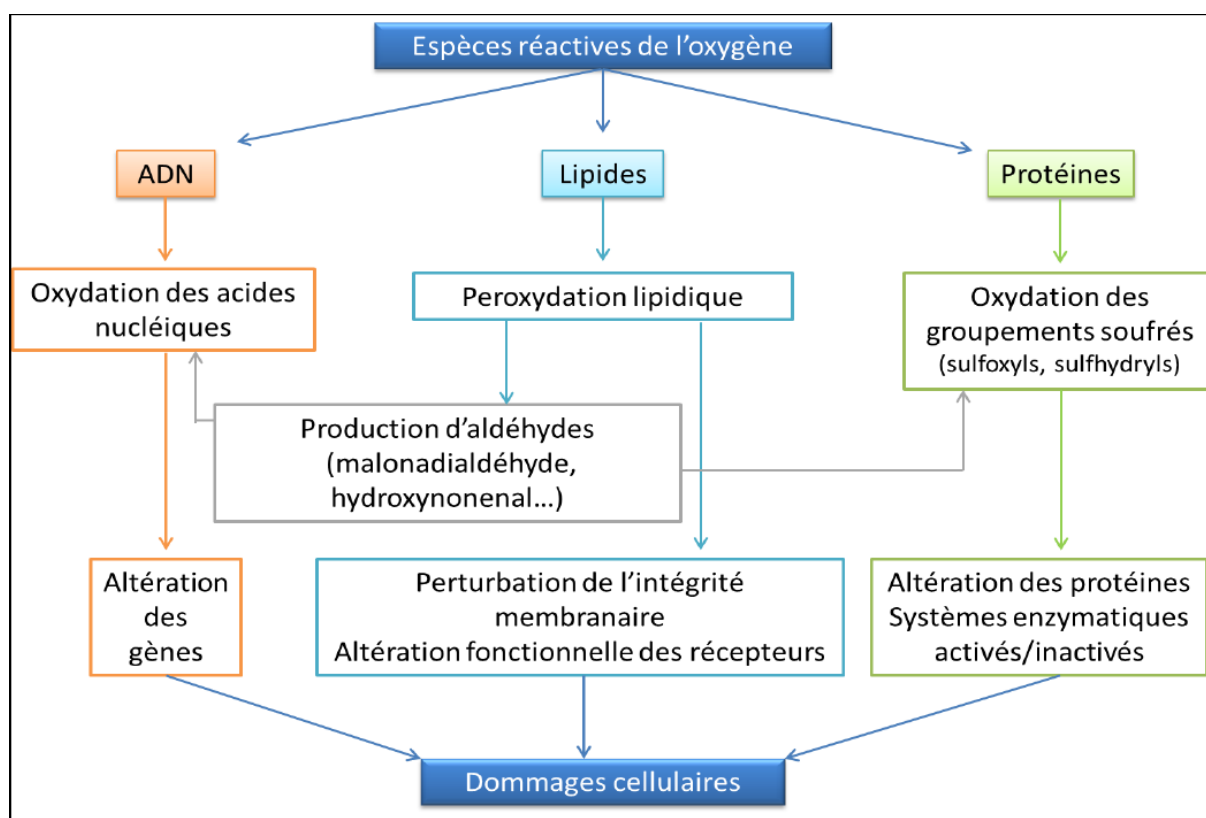 Espèces réactives de l'oxygène
ADN
Lipides
Protéines
Oxydation des acides
nucléiques
Peroxydation lipidique
Oxydation des
groupements soufrés
(sulfoxyls, sulfhydryls)
Production d'aldéhydes
(malonadialdéhyde,
hydroxynonenal...)
Altération
des
gènes
Perturbation de l'intégrité
membranaire
Altération fonctionnelle des récepteurs
Altération des protéines
Systèmes enzymatiques
activés/inactivés
Dommages cellulaires